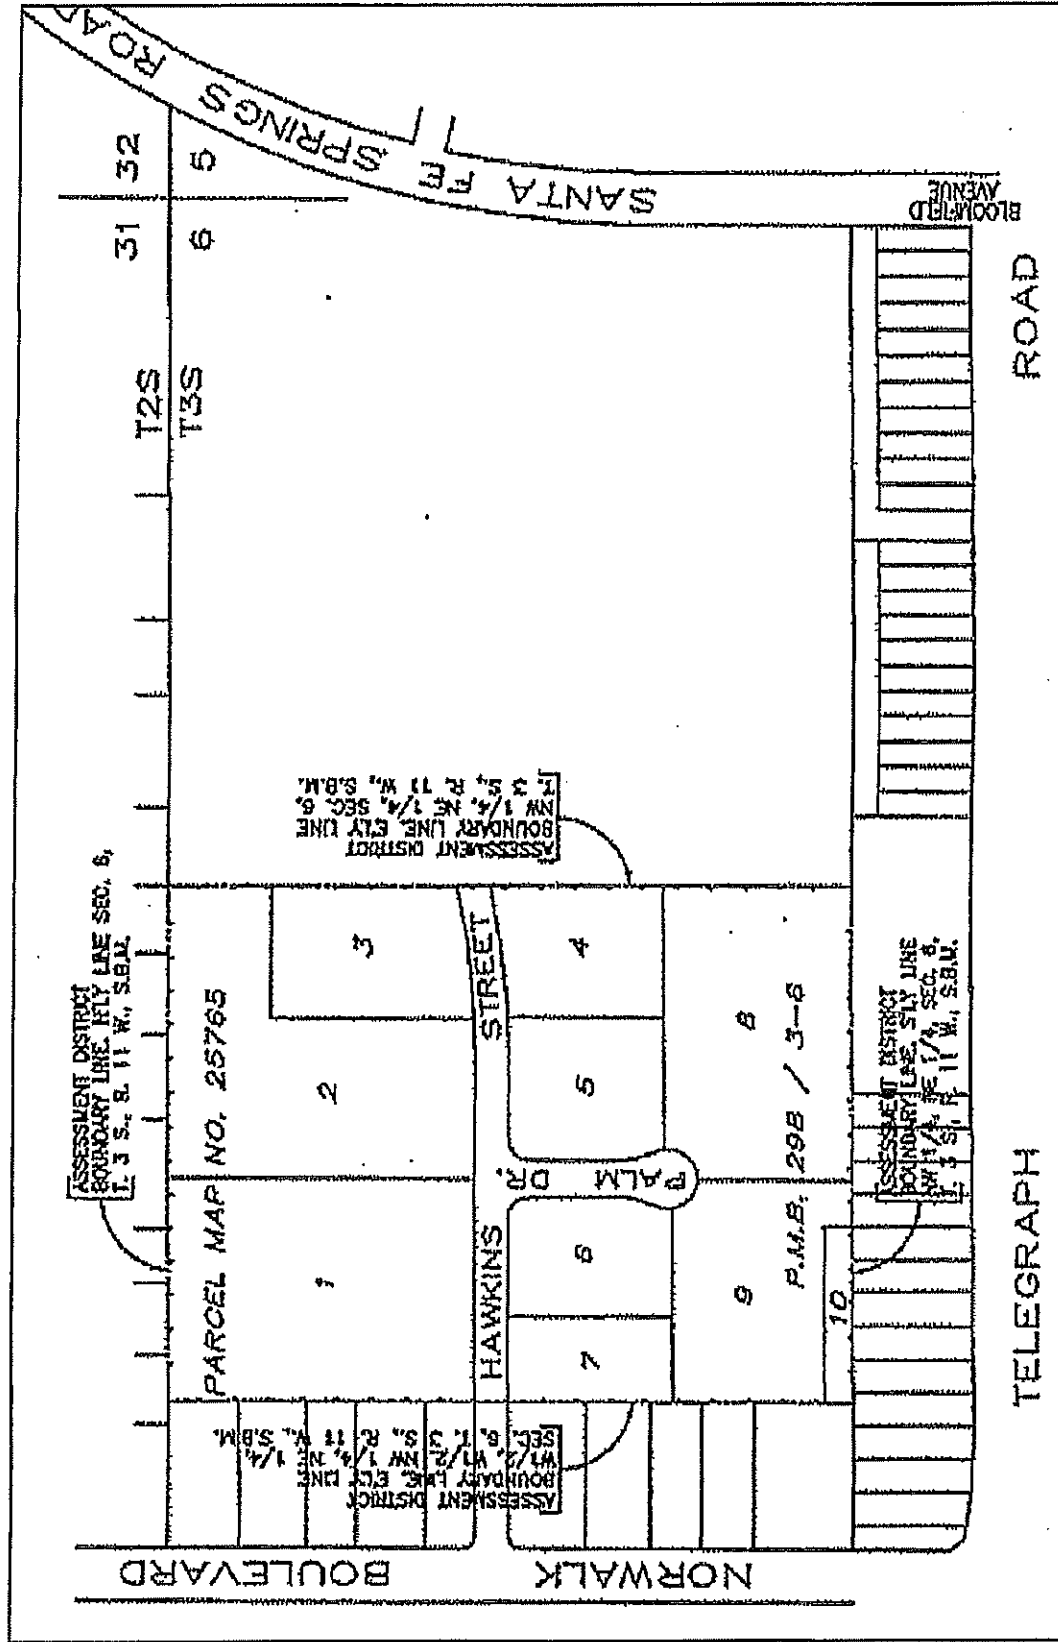 ASSESSMENT DISTRICT
BOUNDARY LINE, N'LY LINE SEC. 6,
T. 3 S., R. 11 W., S.B.M.
T2S
T3S
31
32
6
5
SANTA FE SPRINGS ROAD
PARCEL MAP NO. 25765
1
2
3
ASSESSMENT DISTRICT
BOUNDARY LINE, E'LY LINE
NW 1/4, NE 1/4, SEC. 6,
T. 3 S., R. 11 W., S.B.M.
HAWKINS STREET
PALM DR.
7
6
5
4
9
8
10
P.M.B. 298 / 3-6
ASSESSMENT DISTRICT
BOUNDARY LINE, E'LY LINE
W1/2, W1/2, NW 1/4, NE 1/4,
SEC. 6, T. 3 S., R. 11 W., S.B.M.
ASSESSMENT DISTRICT
BOUNDARY LINE, S'LY LINE
NW 1/4, NE 1/4, SEC. 6,
T. 3 S., R. 11 W., S.B.M.
NORWALK BOULEVARD
BLOOMFIELD
AVENUE
TELEGRAPH ROAD